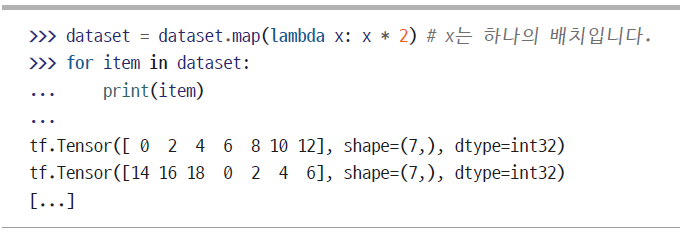 >>> dataset = dataset.map(lambda x: x * 2) # x는 하나의 배치입니다.
>>> for item in dataset:
...     print(item)
...
tf.Tensor([ 0  2  4  6  8 10 12], shape=(7,), dtype=int32)
tf.Tensor([14 16 18  0  2  4  6], shape=(7,), dtype=int32)
[...]